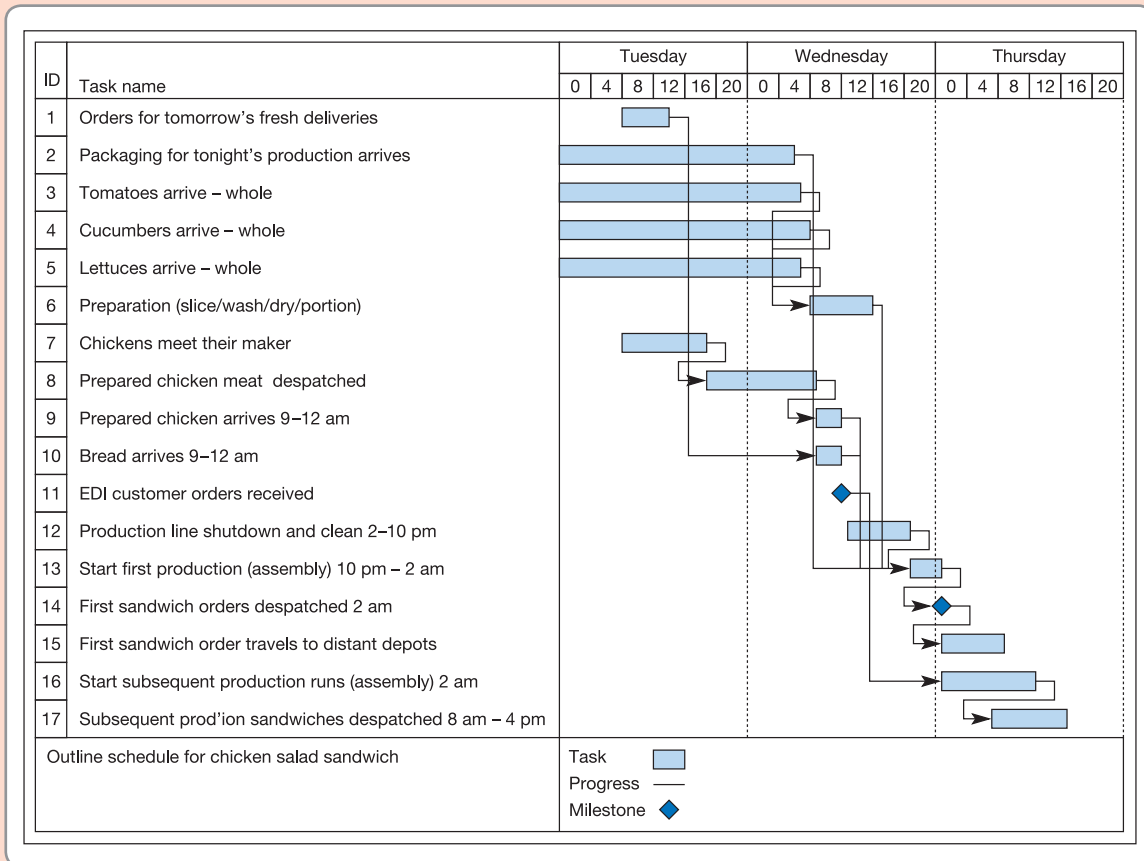 Tuesday Wednesday Thursday
ID Task name 0 4 8 12 16 20 0 4 8 12 16 20 0 4 8 12 16 20
1 Orders for tomorrow’s fresh deliveries
2 Packaging for tonight’s production arrives
3 Tomatoes arrive – whole
4 Cucumbers arrive – whole
5 Lettuces arrive – whole
6 Preparation (slice/wash/dry/portion)
7 Chickens meet their maker
8 Prepared chicken meat despatched
9 Prepared chicken arrives 9–12 am
10 Bread arrives 9–12 am
11 EDI customer orders received
12 Production line shutdown and clean 2–10 pm
13 Start first production (assembly) 10 pm – 2 am
14 First sandwich orders despatched 2 am
15 First sandwich order travels to distant depots
16 Start subsequent production runs (assembly) 2 am
17 Subsequent prod’ion sandwiches despatched 8 am – 4 pm
Outline schedule for chicken salad sandwich
Task
Progress
Milestone